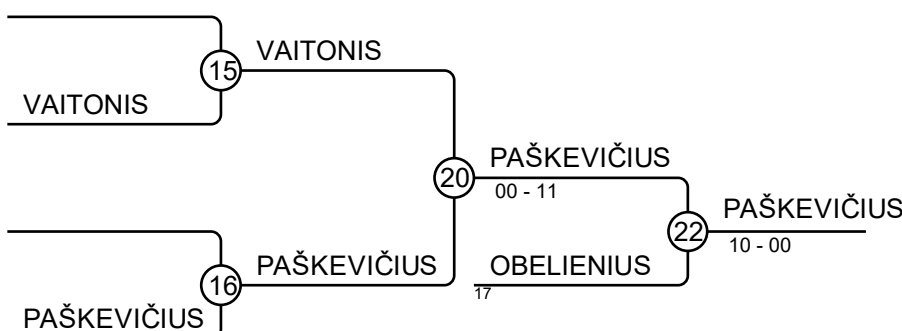 VAITONIS
15
VAITONIS
PAŠKEVIČIUS
20
00 - 11
PAŠKEVIČIUS
22
10 - 00
PAŠKEVIČIUS
16
OBELIENIUS
17
PAŠKEVIČIUS